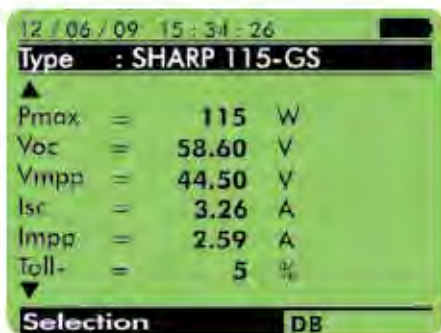 12 / 06 / 09 15 : 34 : 26
Type : SHARP 115-GS
Pmax = 115 W
Voc = 58.60 V
Vmpp = 44.50 V
Isc = 3.26 A
Impp = 2.59 A
Toll- = 5 %
Selection DB